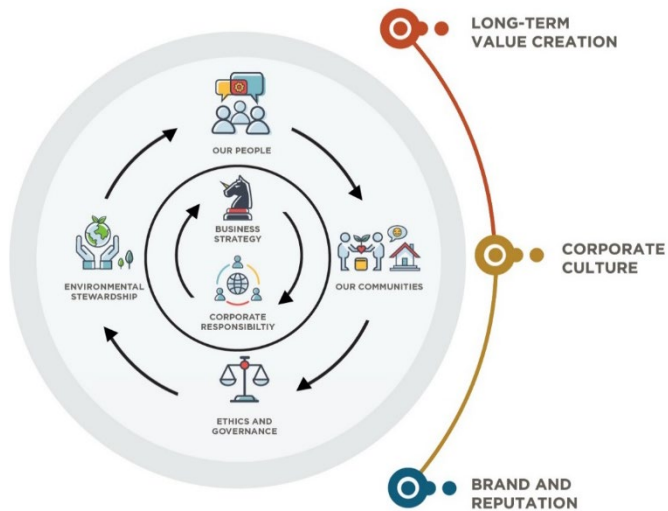 LONG-TERM
VALUE CREATION
OUR PEOPLE
BUSINESS
STRATEGY
CORPORATE
CULTURE
ENVIRONMENTAL
STEWARDSHIP
OUR COMMUNITIES
CORPORATE
RESPONSIBILTIY
ETHICS AND
GOVERNANCE
BRAND AND
REPUTATION